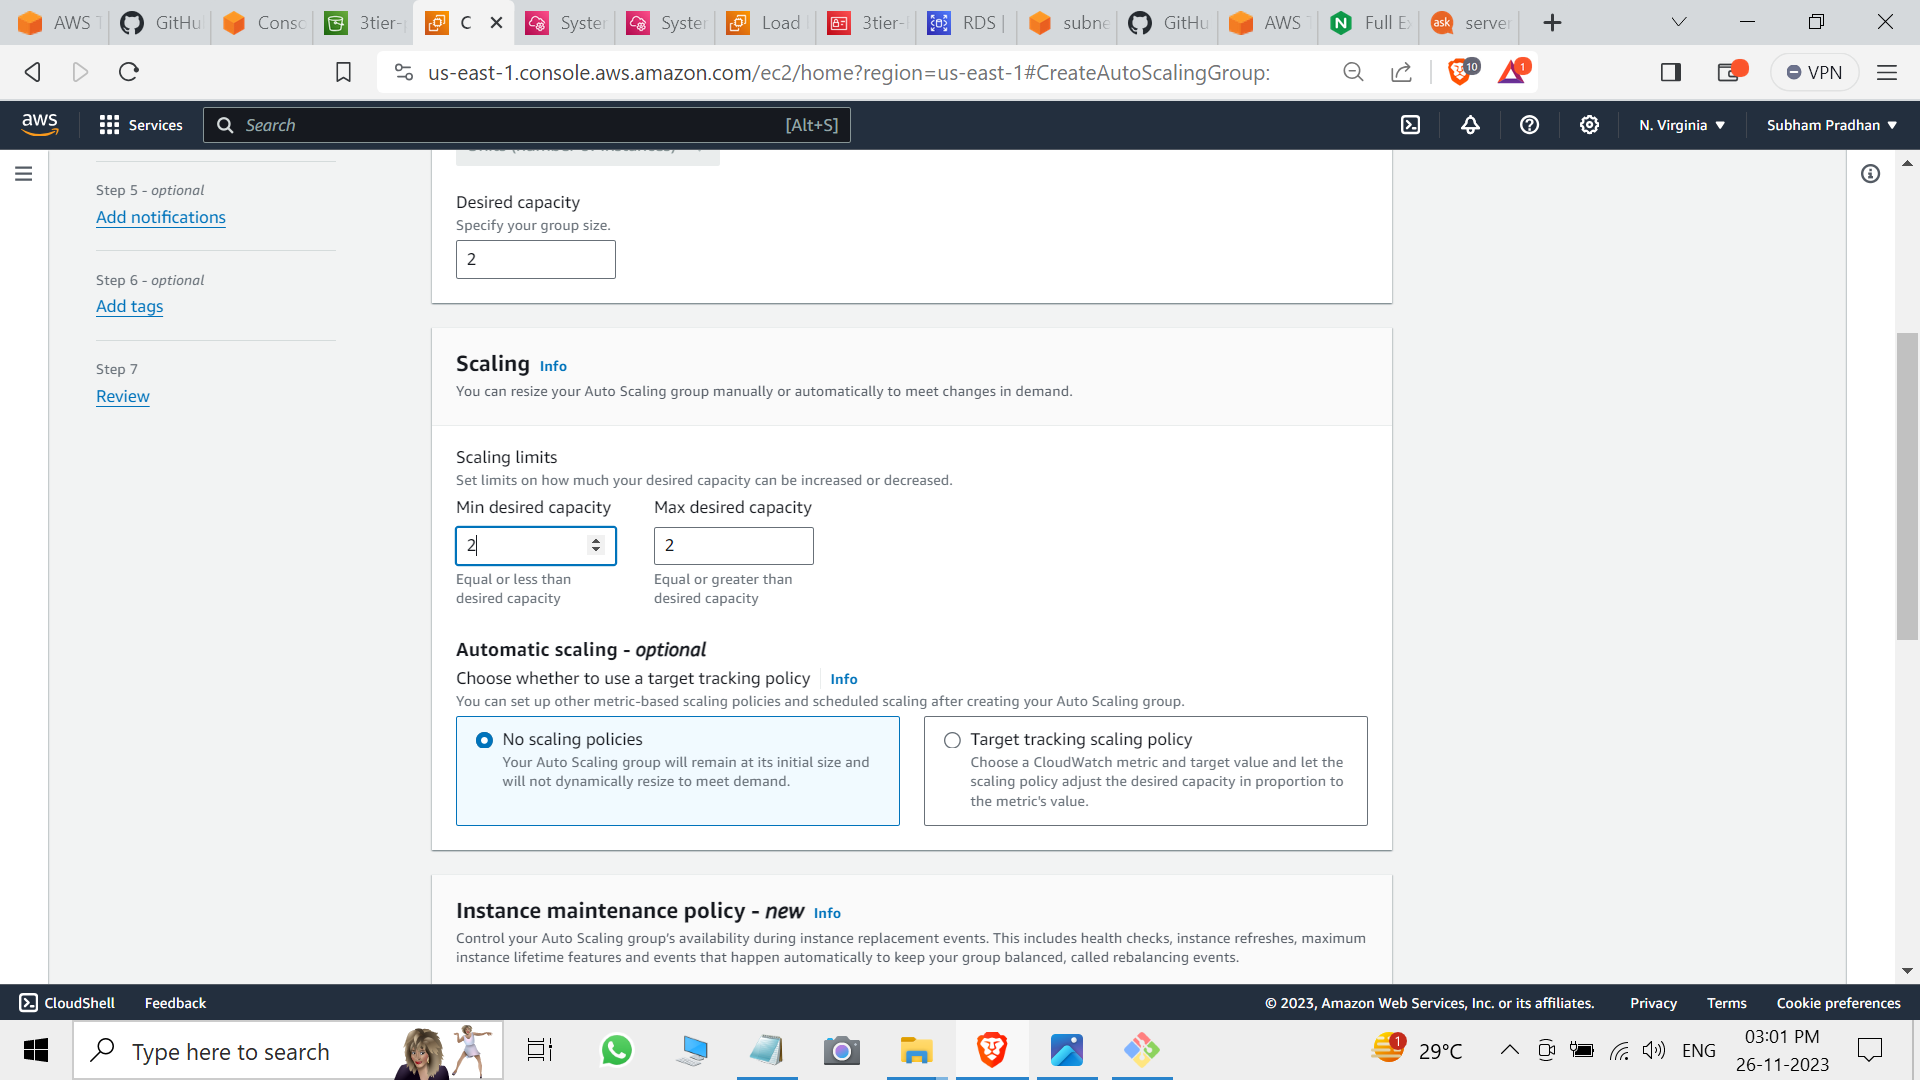 AWS T
GitHu
Conso
3tier-p
C
Syster
Syster
Load
3tier-
RDS |
subne
GitHu
AWS T
Full Ex
ask
server
us-east-1.console.aws.amazon.com/ec2/home?region=us-east-1#CreateAutoScalingGroup:
10
1
VPN
aws
Services
Search
[Alt+S]
N. Virginia
Subham Pradhan
Step 5 - optional
Add notifications
Step 6 - optional
Add tags
Step 7
Review
Units (number of instances)
Desired capacity
Specify your group size.
2
Scaling Info
You can resize your Auto Scaling group manually or automatically to meet changes in demand.
Scaling limits
Set limits on how much your desired capacity can be increased or decreased.
Min desired capacity
Max desired capacity
2
2
Equal or less than
desired capacity
Equal or greater than
desired capacity
Automatic scaling - optional
Choose whether to use a target tracking policy Info
You can set up other metric-based scaling policies and scheduled scaling after creating your Auto Scaling group.
No scaling policies
Your Auto Scaling group will remain at its initial size and
will not dynamically resize to meet demand.
Target tracking scaling policy
Choose a CloudWatch metric and target value and let the
scaling policy adjust the desired capacity in proportion to
the metric's value.
Instance maintenance policy - new Info
Control your Auto Scaling group's availability during instance replacement events. This includes health checks, instance refreshes, maximum
instance lifetime features and events that happen automatically to keep your group balanced, called rebalancing events.
CloudShell
Feedback
© 2023, Amazon Web Services, Inc. or its affiliates.
Privacy
Terms
Cookie preferences
Type here to search
1
29°C
ENG
03:01 PM
26-11-2023